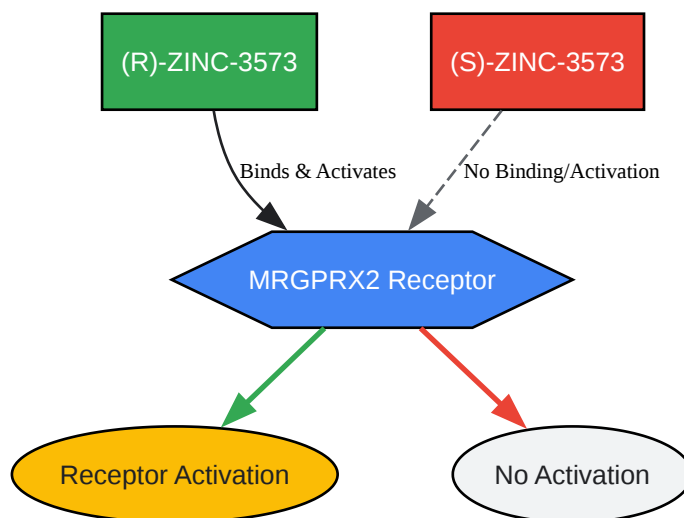 (R)-ZINC-3573
(S)-ZINC-3573
Binds & Activates
No Binding/Activation
MRGPRX2 Receptor
Receptor Activation
No Activation